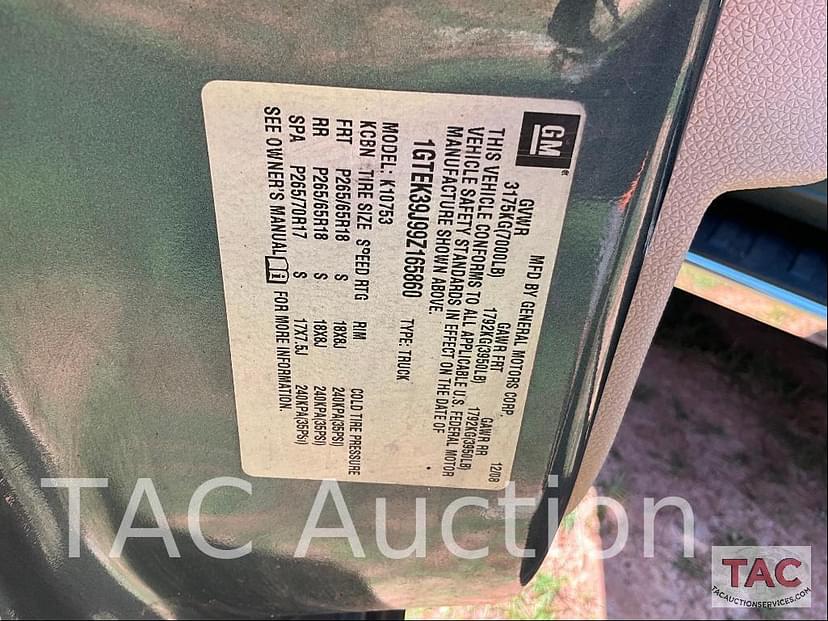 GM
MFD BY GENERAL MOTORS CORP. 12/08
GVWR GAWR FRT GAWR RR
3175KG(7000LB) 1792KG(3950LB) 1792KG(3950LB)
THIS VEHICLE CONFORMS TO ALL APPLICABLE U.S. FEDERAL MOTOR
VEHICLE SAFETY STANDARDS IN EFFECT ON THE DATE OF
MANUFACTURE SHOWN ABOVE.
1GTEK39J99Z165860 TYPE: TRUCK
MODEL: K10753
KCBN TIRE SIZE SPEED RTG RIM COLD TIRE PRESSURE
FRT P265/65R18 S 18X8J 240KPA(35PSI)
RR P265/65R18 S 18X8J 240KPA(35PSI)
SPA P265/70R17 S 17X7.5J 240KPA(35PSI)
SEE OWNER'S MANUAL FOR MORE INFORMATION.
TAC Auction
TAC
TACAUCTIONSERVICES.COM